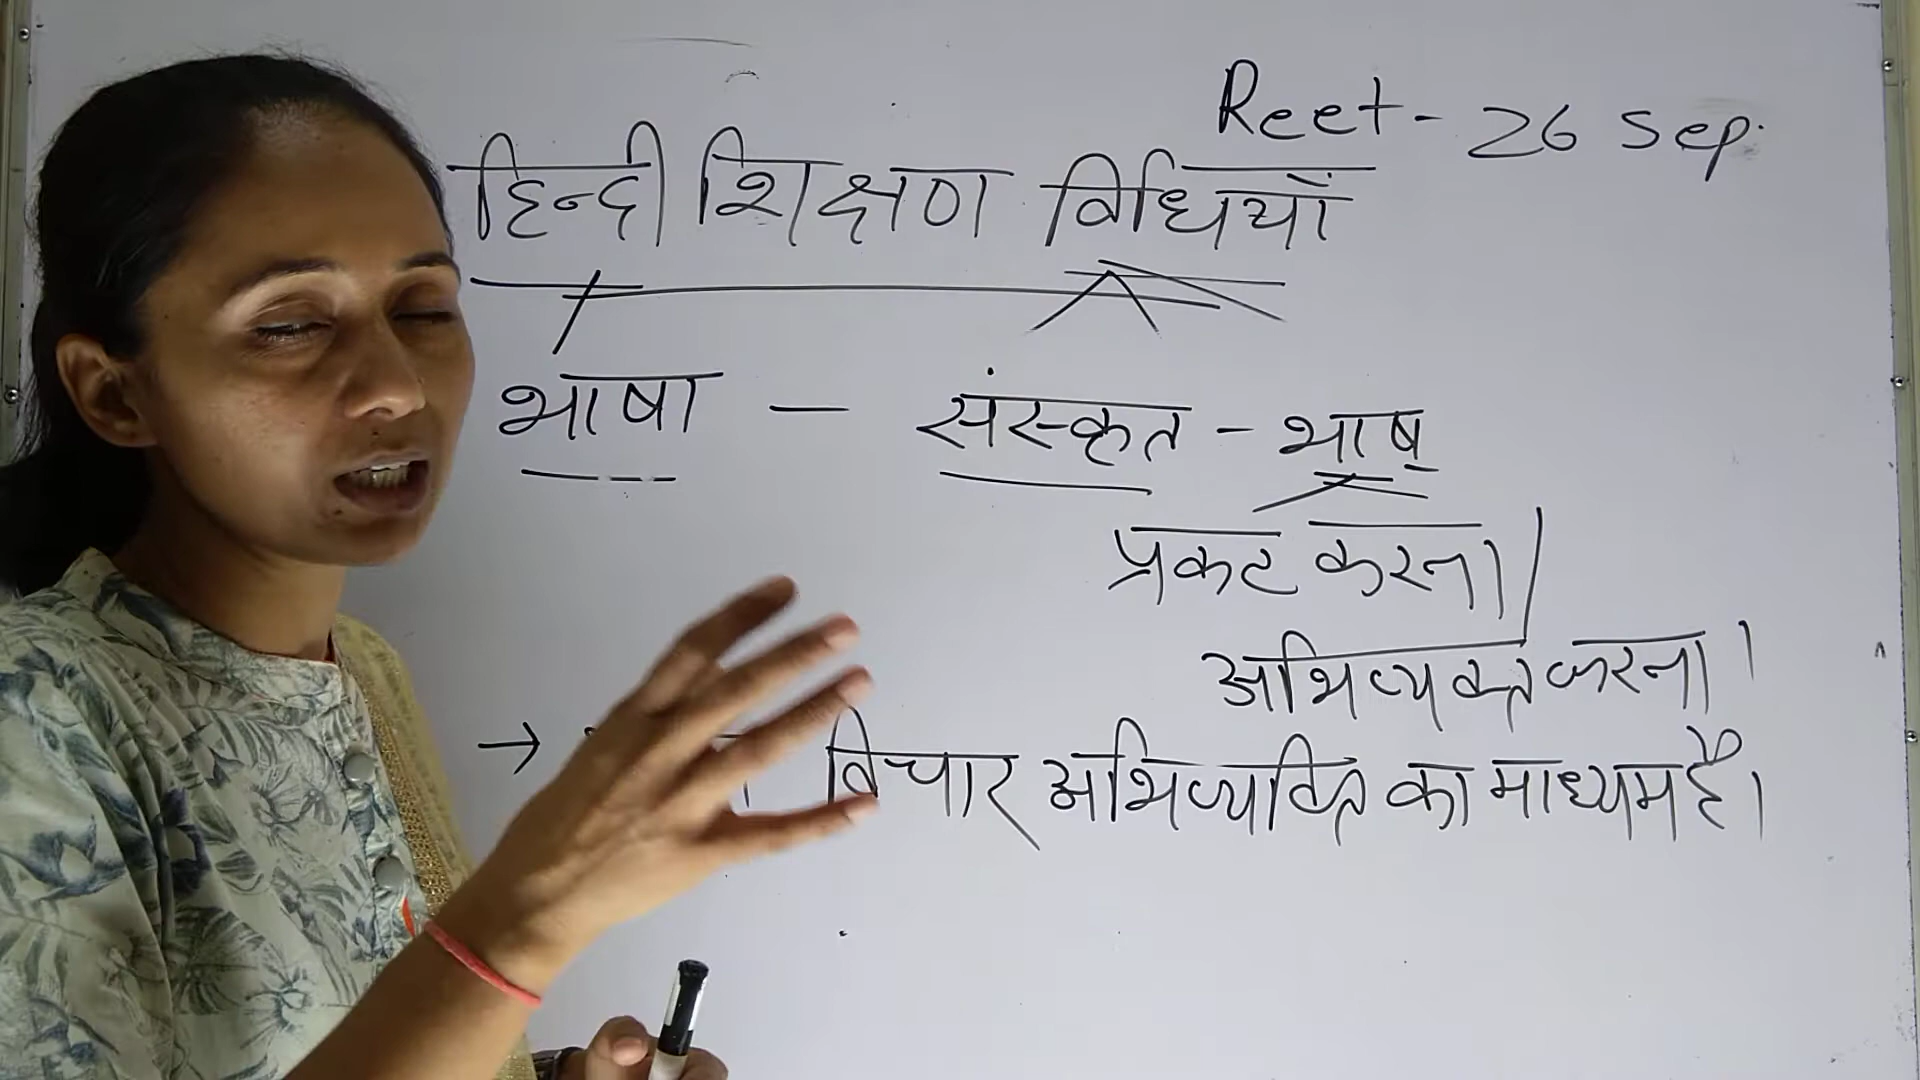 Reet - 26 Sep.
हिन्दी शिक्षण विधियाँ
भाषा - संस्कृत - भाष्
प्रकट करना।
अभिव्यक्त करना।
→ विचार अभिव्यक्ति का माध्यम है।